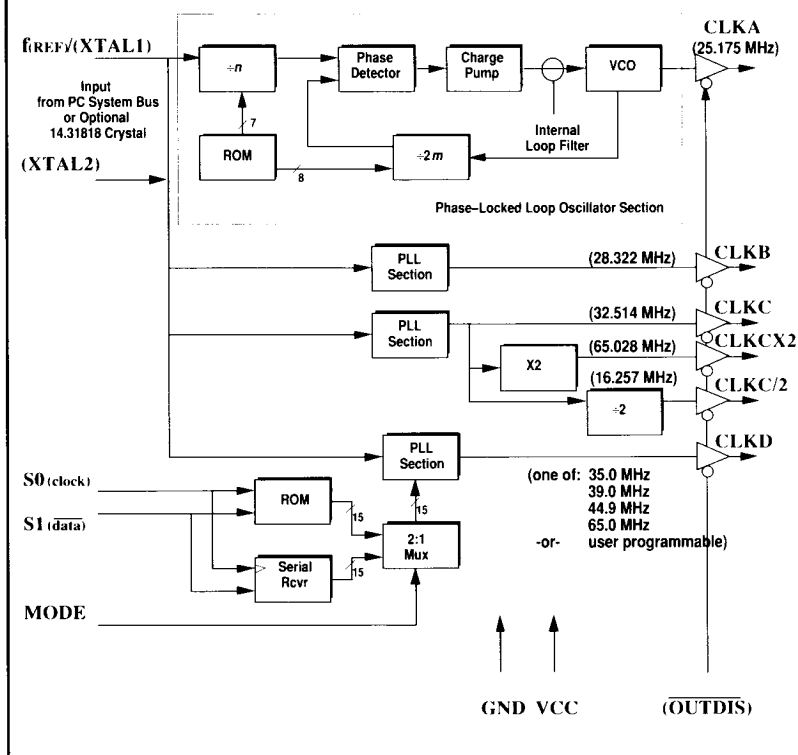 CLKA
(25.175 MHz)
fREF/(XTAL1)
÷n
Phase
Detector
Charge
Pump
VCO
Input
from PC System Bus
or Optional
14.31818 Crystal
7
Internal
Loop Filter
(XTAL2)
ROM
8
÷2m
Phase–Locked Loop Oscillator Section
CLKB
PLL
Section
(28.322 MHz)
CLKC
PLL
Section
(32.514 MHz)
CLKCX2
X2
(65.028 MHz)
CLKC/2
(16.257 MHz)
÷2
CLKD
PLL
Section
S0 (clock)
ROM
15
15
S1 (data)
(one of: 35.0 MHz
39.0 MHz
44.9 MHz
65.0 MHz
-or- user programmable)
2:1
Mux
Serial
Rcvr
15
MODE
GND VCC (OUTDIS)